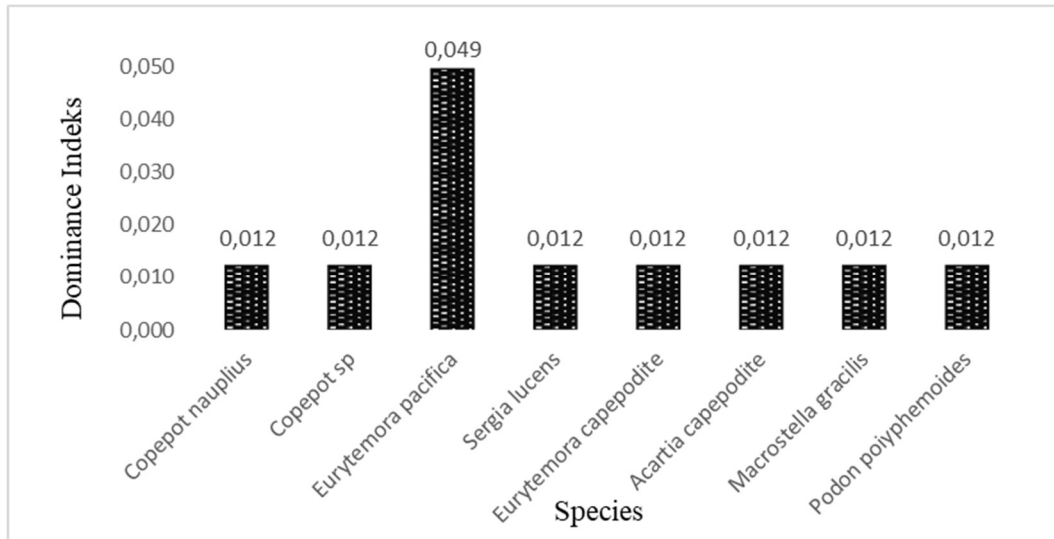 Dominance Indeks
0,050
0,040
0,030
0,020
0,010
0,000
0,012
0,012
0,049
0,012
0,012
0,012
0,012
0,012
Copepot nauplius
Copepot sp
Eurytemora pacifica
Sergia lucens
Eurytemora capepodite
Acartia capepodite
Macrostella gracilis
Podon poiyphemoides
Species